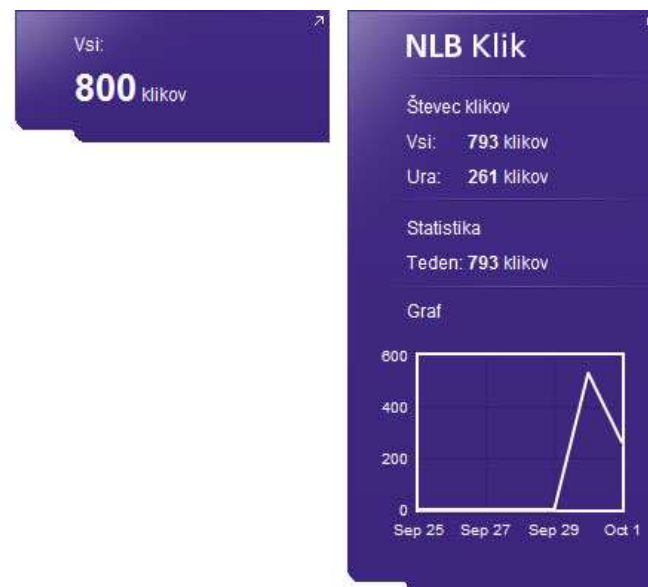 Vsi:
800 klikov
NLB Klik
Števec klikov
Vsi: 793 klikov
Ura: 261 klikov
Statistika
Teden: 793 klikov
Graf
600
400
200
0
Sep 25 Sep 27 Sep 29 Oct 1